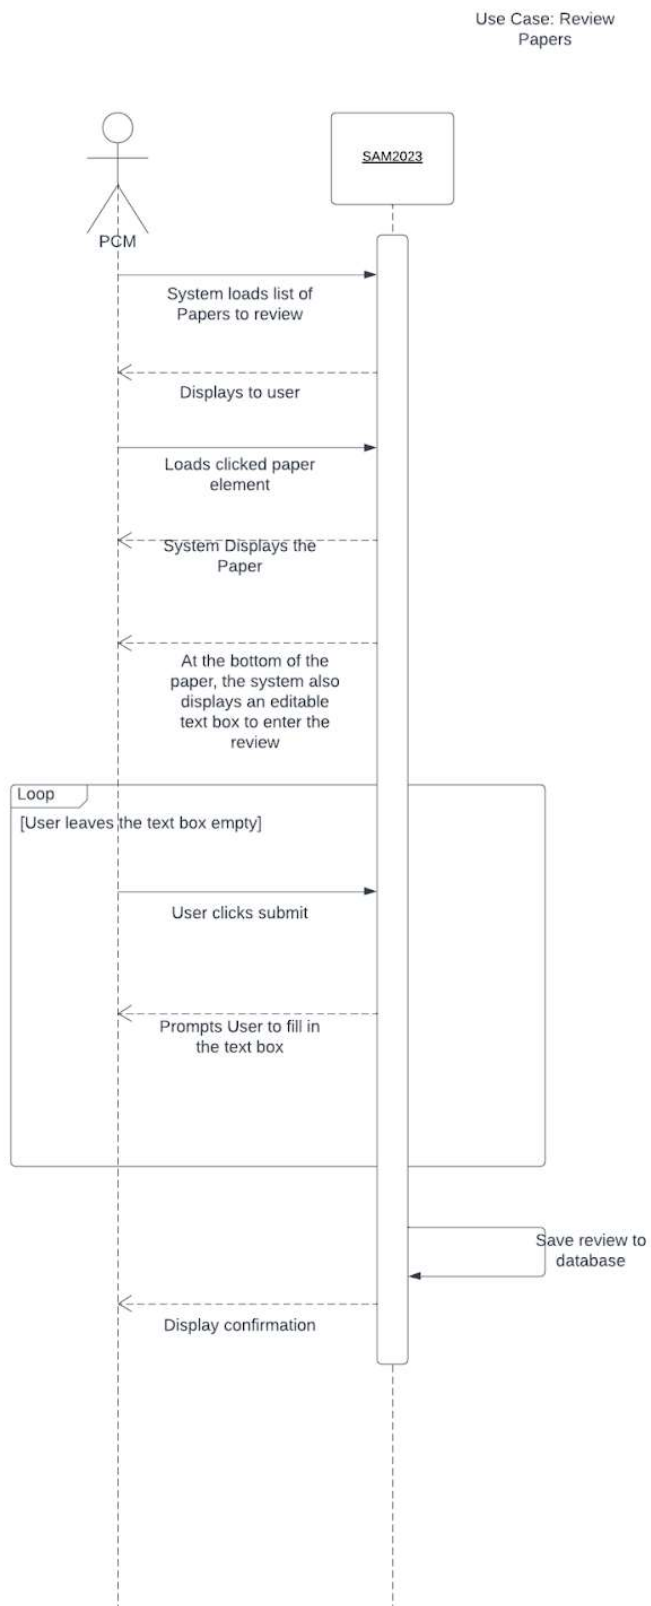 Use Case: Review
Papers
SAM2023
PCM
System loads list of
Papers to review
Displays to user
Loads clicked paper
element
System Displays the
Paper
At the bottom of the
paper, the system also
displays an editable
text box to enter the
review
Loop
[User leaves the text box empty]
User clicks submit
Prompts User to fill in
the text box
Save review to
database
Display confirmation